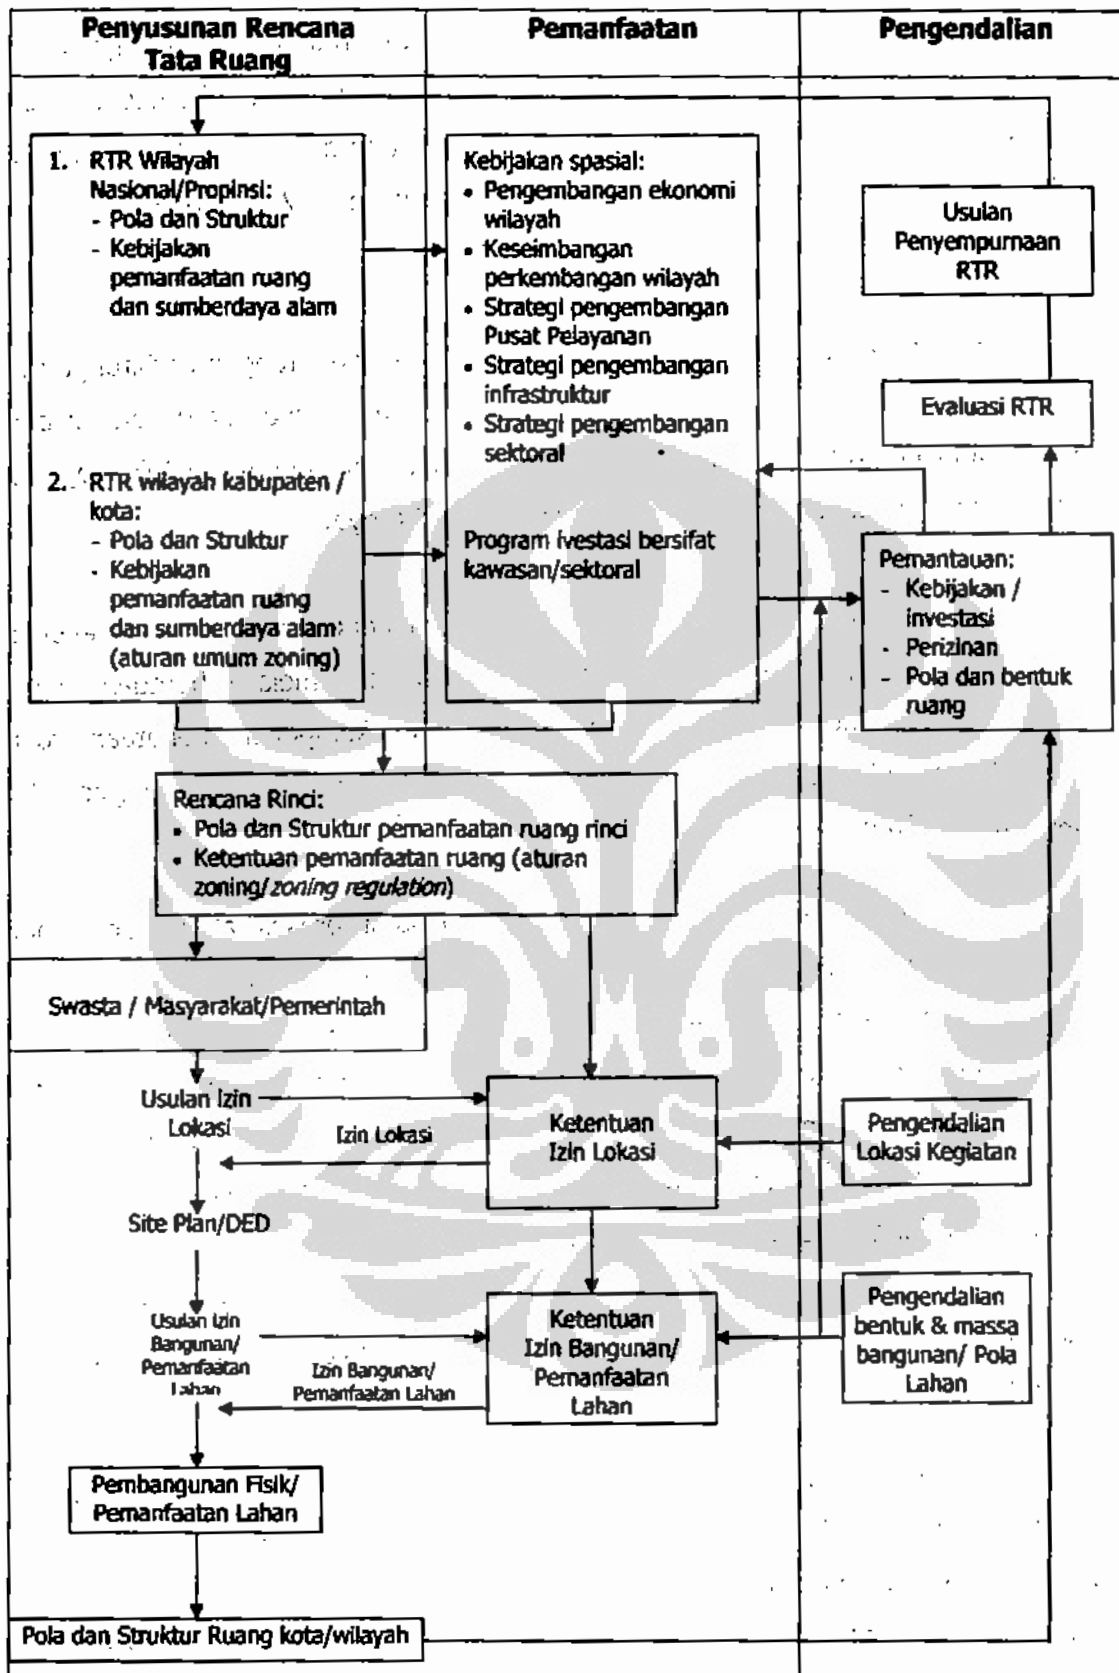 Penyusunan Rencana
Tata Ruang
Pemanfaatan
Pengendalian
1. RTR Wilayah
Nasional/Propinsi:
- Pola dan Struktur
- Kebijakan
pemanfaatan ruang
dan sumberdaya alam
2. RTR wilayah kabupaten /
kota:
- Pola dan Struktur
- Kebijakan
pemanfaatan ruang
dan sumberdaya alam
(aturan umum zoning)
Kebijakan spasial:
• Pengembangan ekonomi
wilayah
• Keseimbangan
perkembangan wilayah
• Strategi pengembangan
Pusat Pelayanan
• Strategi pengembangan
infrastruktur
• Strategi pengembangan
sektoral
Program ivestasi bersifat
kawasan/sektoral
Usulan
Penyempurnaan
RTR
Evaluasi RTR
Pemantauan:
- Kebijakan /
investasi
- Perizinan
- Pola dan bentuk
ruang
Rencana Rinci:
• Pola dan Struktur pemanfaatan ruang rinci
• Ketentuan pemanfaatan ruang (aturan
zoning/zoning regulation)
Swasta / Masyarakat/Pemerintah
Usulan Izin
Lokasi
Izin Lokasi
Ketentuan
Izin Lokasi
Pengendalian
Lokasi Kegiatan
Site Plan/DED
Usulan Izin
Bangunan/
Pemanfaatan
Lahan
Izin Bangunan/
Pemanfaatan Lahan
Ketentuan
Izin Bangunan/
Pemanfaatan
Lahan
Pengendalian
bentuk & massa
bangunan/ Pola
Lahan
Pembangunan Fisik/
Pemanfaatan Lahan
Pola dan Struktur Ruang kota/wilayah